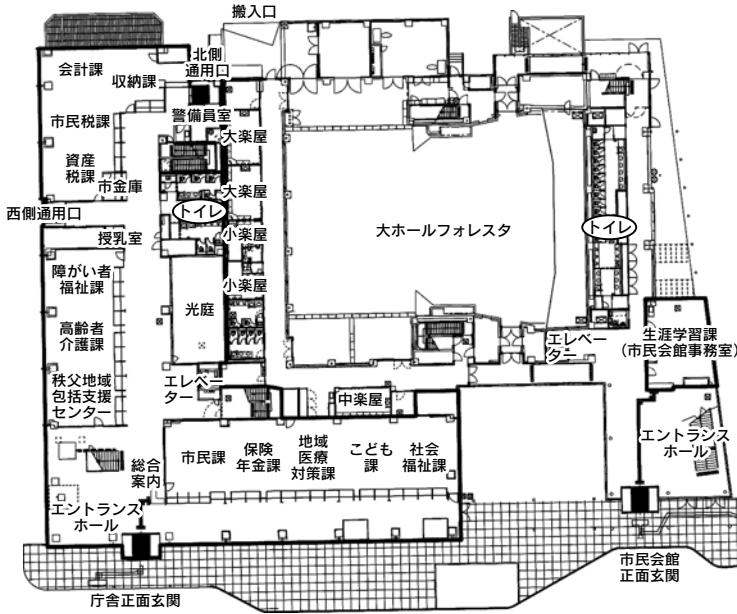 搬入口
北側
通用口
会計課
収納課
警備員室
市民税課
大楽屋
資産
税課
市金庫
大楽屋
西側通用口
トイレ
大ホールフォレスタ
トイレ
授乳室
小楽屋
障がい者
福祉課
小楽屋
光庭
高齢者
介護課
生涯学習課
（市民会館事務室）
エレベーター
エレベーター
秩父地域
包括支援
センター
中楽屋
エントランス
ホール
市民課
保険
年金課
地域
医療
対策課
こども
課
社会
福祉課
総合
案内
エントランス
ホール
庁舎正面玄関
市民会館
正面玄関